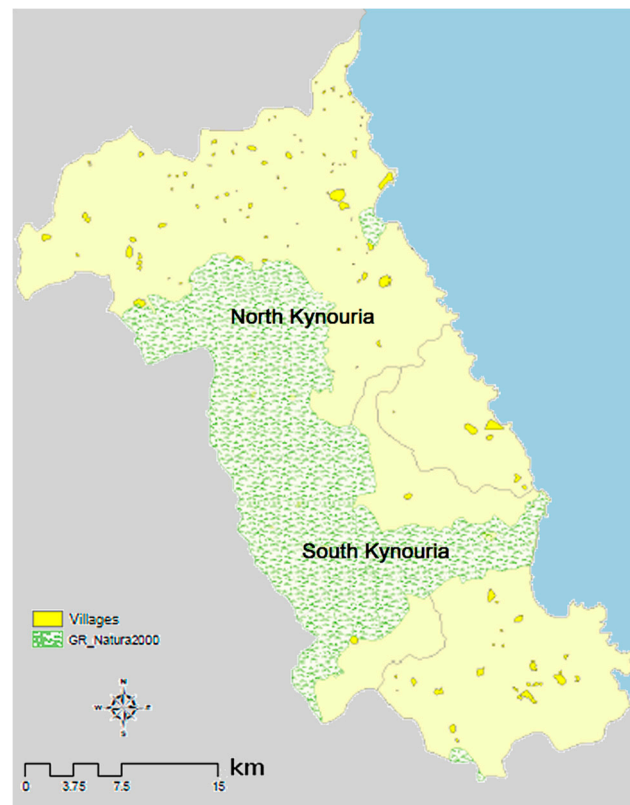 North Kynouria
South Kynouria
Villages
GR_Natura2000
N
W E
S
0 3.75 7.5 15 km